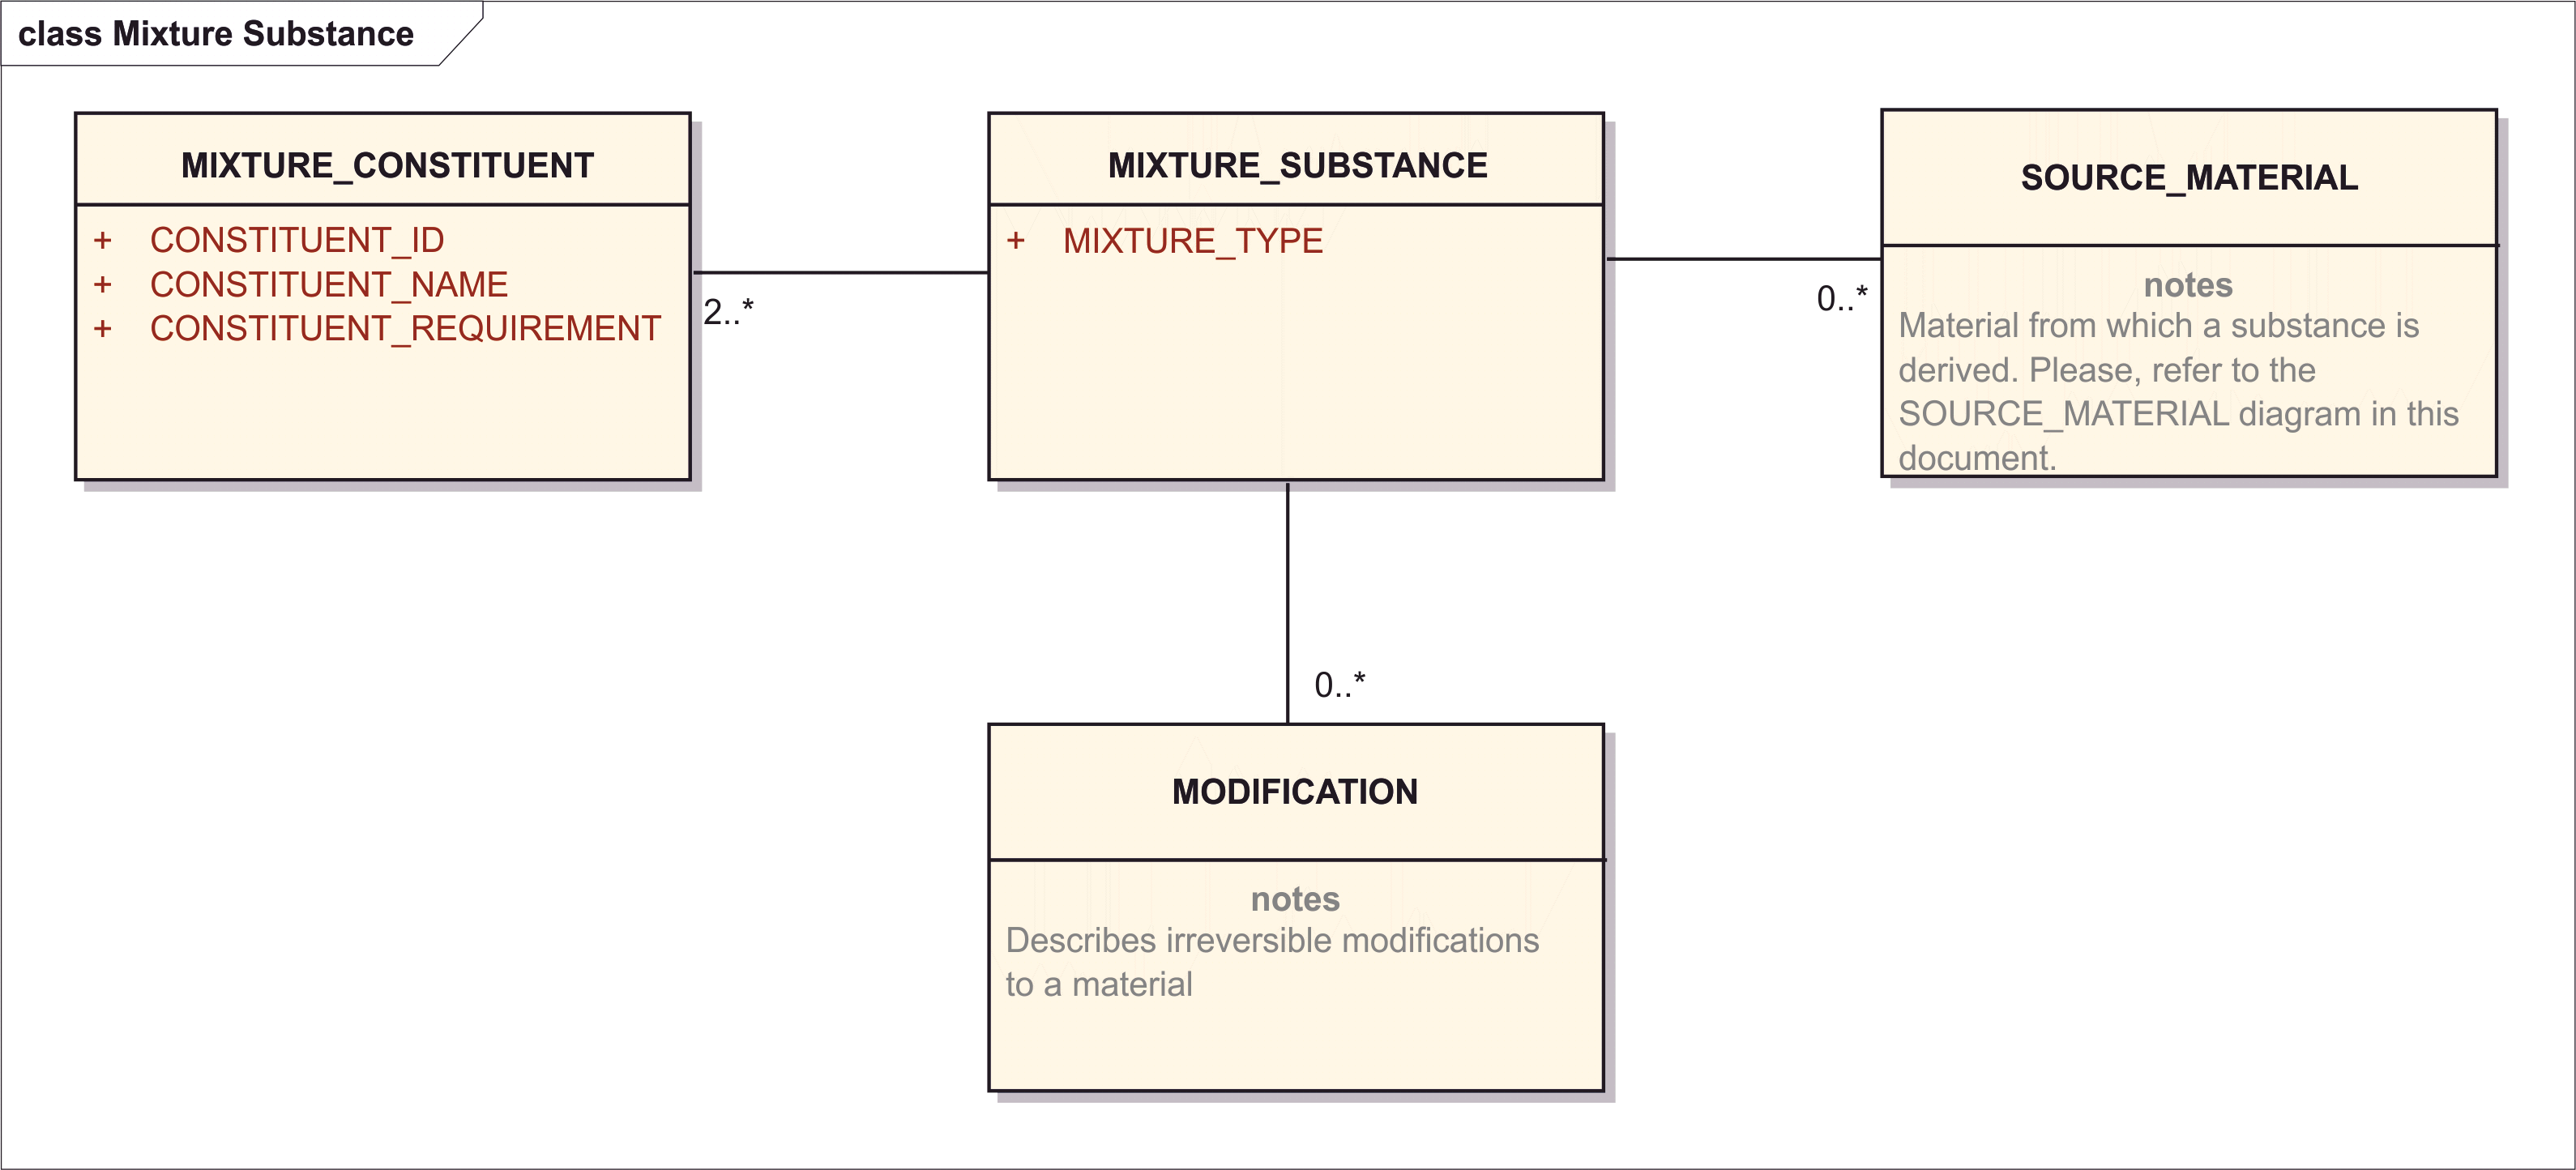 class Mixture Substance
MIXTURE_CONSTITUENT
+ CONSTITUENT_ID
+ CONSTITUENT_NAME
+ CONSTITUENT_REQUIREMENT
2..*
MIXTURE_SUBSTANCE
+ MIXTURE_TYPE
0..*
SOURCE_MATERIAL
notes
Material from which a substance is
derived. Please, refer to the
SOURCE_MATERIAL diagram in this
document.
0..*
MODIFICATION
notes
Describes irreversible modifications
to a material